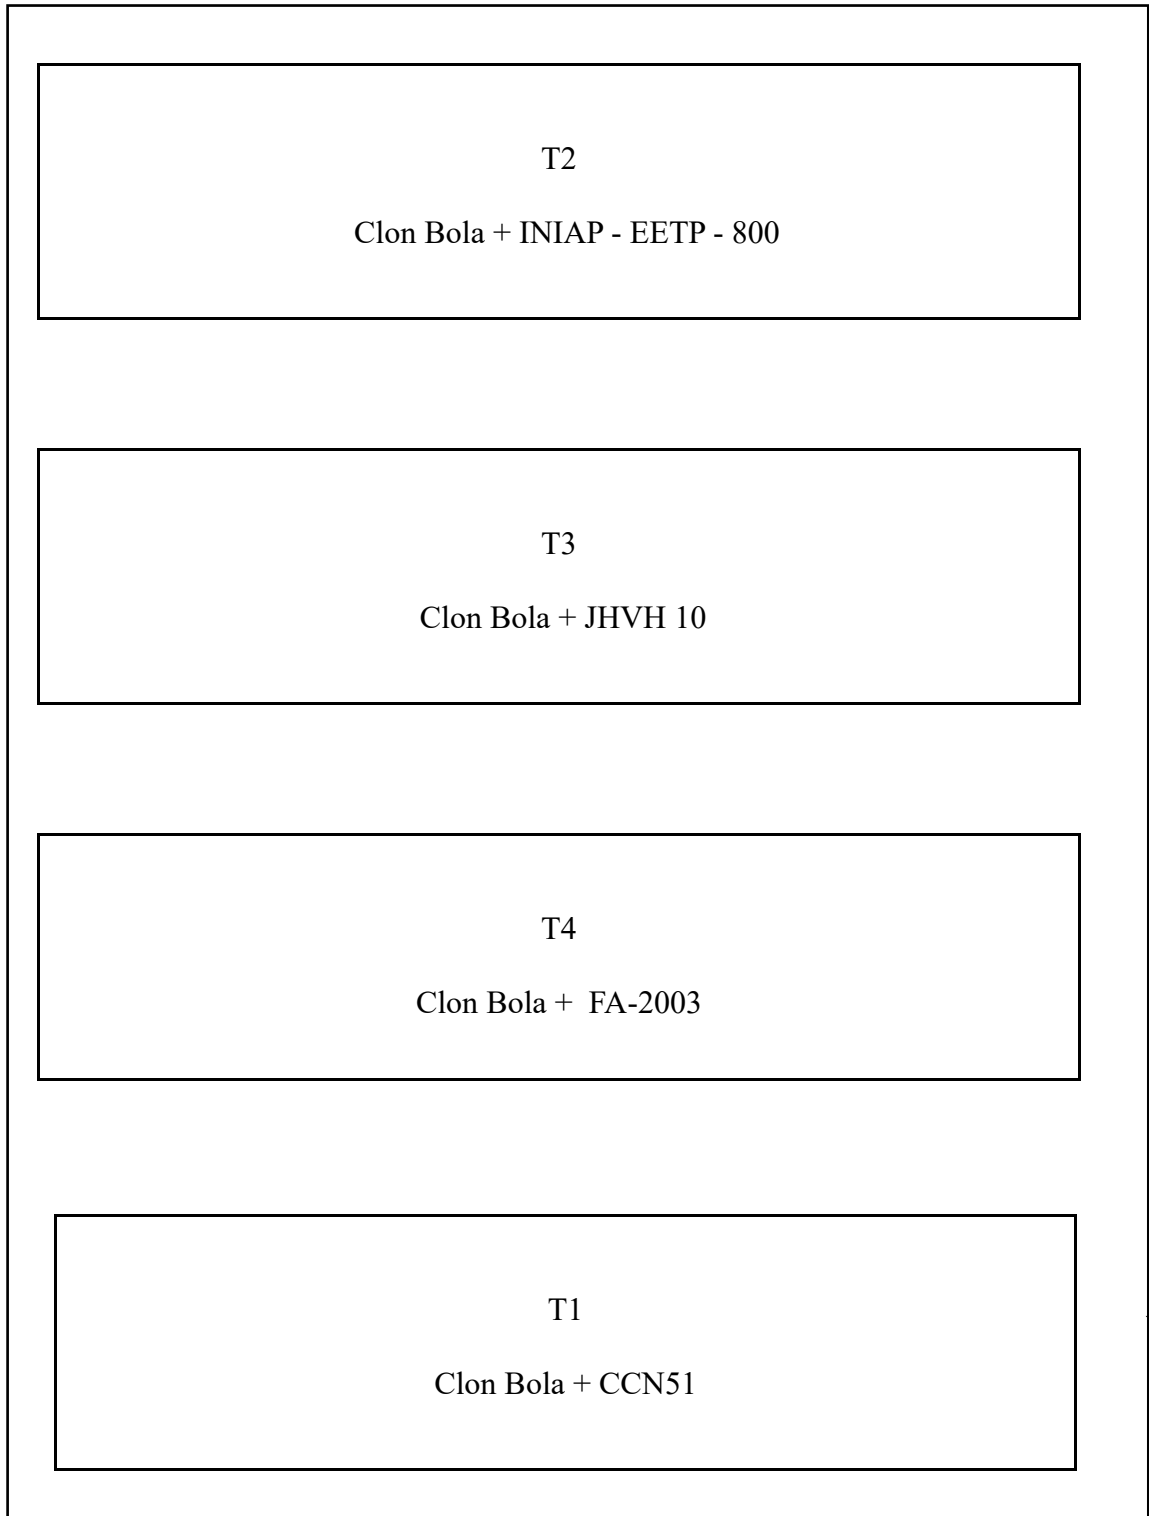 T2
Clon Bola + INIAP - EETP - 800
T3
Clon Bola + JHVH 10
T4
Clon Bola +  FA-2003
T1
Clon Bola + CCN51